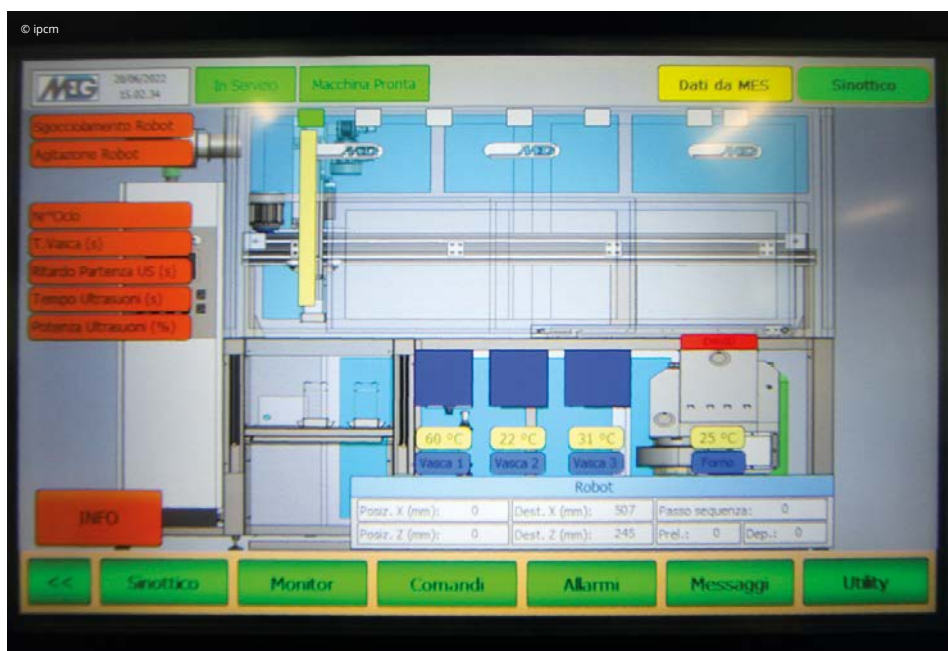 © ipcm
MEG
28/06/2022
15.02.34
In Servizio
Macchina Pronta
Dati da MES
Sinottico
Sgocciolamento Robot
Agitazione Robot
N°Ciclo
T.Vasca (s)
Ritardo Partenza US (s)
Tempo Ultrasuoni (s)
Potenza Ultrasuoni (%)
60 °C
22 °C
31 °C
25 °C
Vasca 1
Vasca 2
Vasca 3
Forno
Robot
Posiz. X (mm): 0
Dest. X (mm): 507
Passo sequenza: 0
Posiz. Z (mm): 0
Dest. Z (mm): 245
Prel.: 0
Dep.: 0
INFO
<<
Sinottico
Monitor
Comandi
Allarmi
Messaggi
Utility